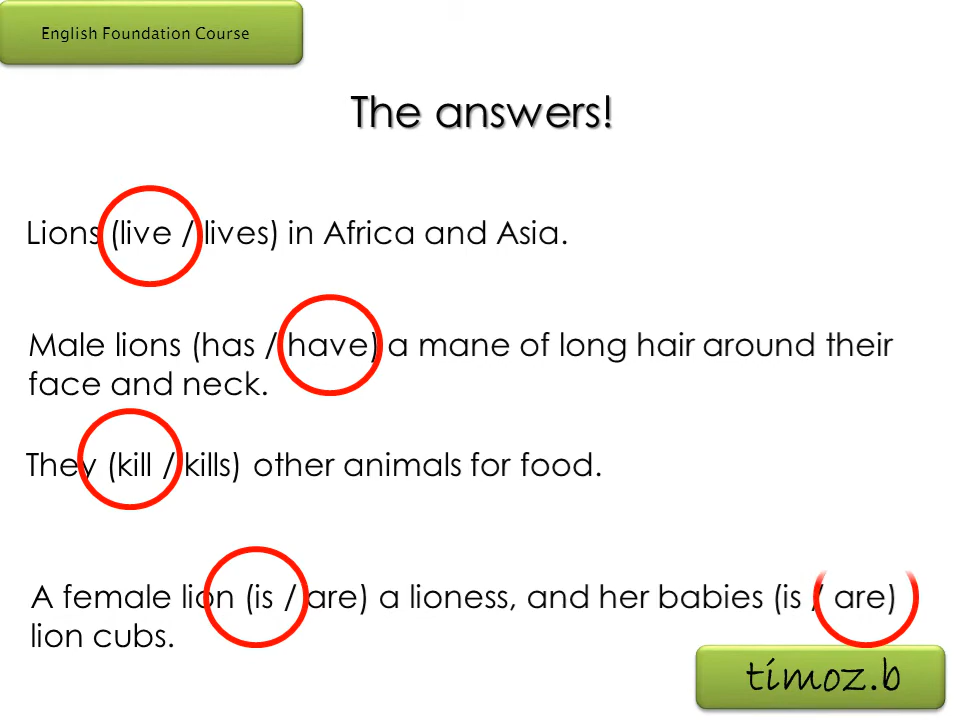 English Foundation Course
The answers!
Lions (live / lives) in Africa and Asia.
Male lions (has / have) a mane of long hair around their
face and neck.
They (kill / kills) other animals for food.
A female lion (is / are) a lioness, and her babies (is / are)
lion cubs.
timoz.b